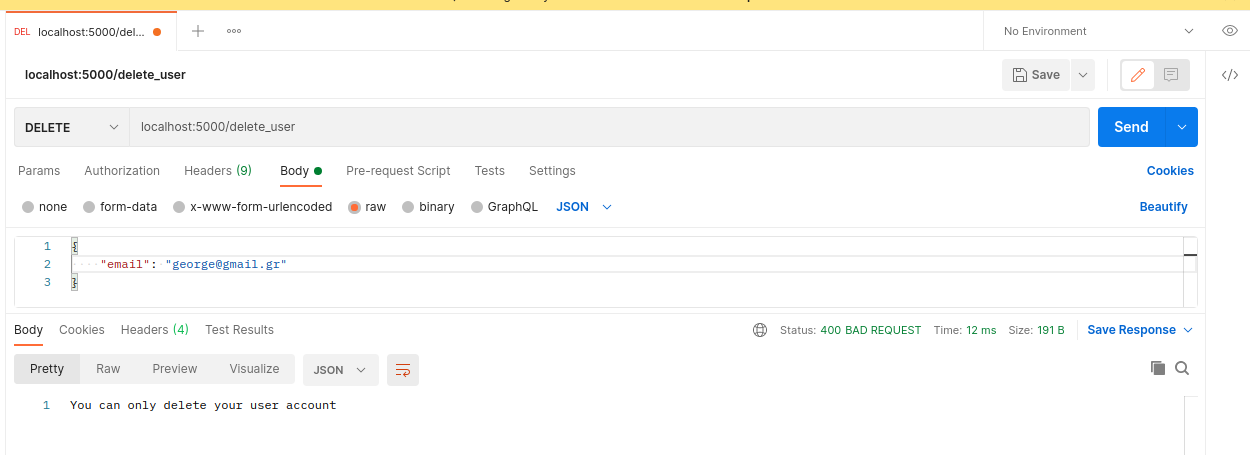 DEL localhost:5000/del... No Environment
localhost:5000/delete_user Save
DELETE localhost:5000/delete_user Send
Params Authorization Headers (9) Body Pre-request Script Tests Settings Cookies
none form-data x-www-form-urlencoded raw binary GraphQL JSON Beautify
1 {
2 "email": "george@gmail.gr"
3 }
Body Cookies Headers (4) Test Results Status: 400 BAD REQUEST Time: 12 ms Size: 191 B Save Response
Pretty Raw Preview Visualize JSON
1 You can only delete your user account